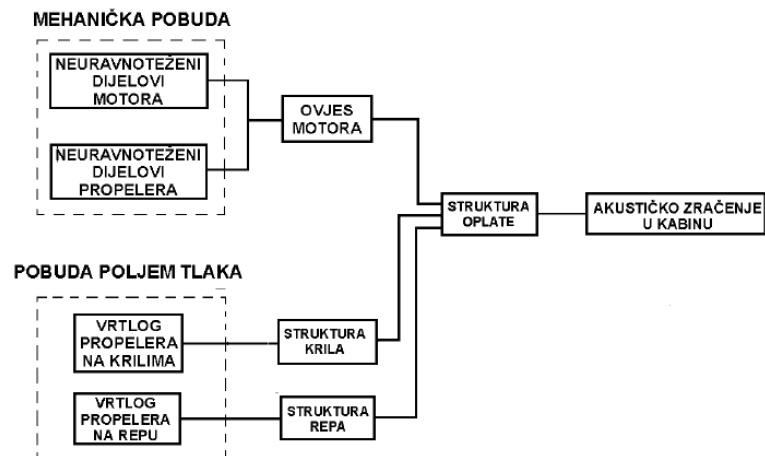 MEHANIČKA POBUDA
NEURAVNOTEŽENI
DIJELOVI
MOTORA
NEURAVNOTEŽENI
DIJELOVI
PROPELERA
OVJES
MOTORA
STRUKTURA
OPLATE
AKUSTIČKO ZRAČENJE
U KABINU
POBUDA POLJEM TLAKA
VRTLOG
PROPELERA
NA KRILIMA
STRUKTURA
KRILA
VRTLOG
PROPELERA
NA REPU
STRUKTURA
REPA